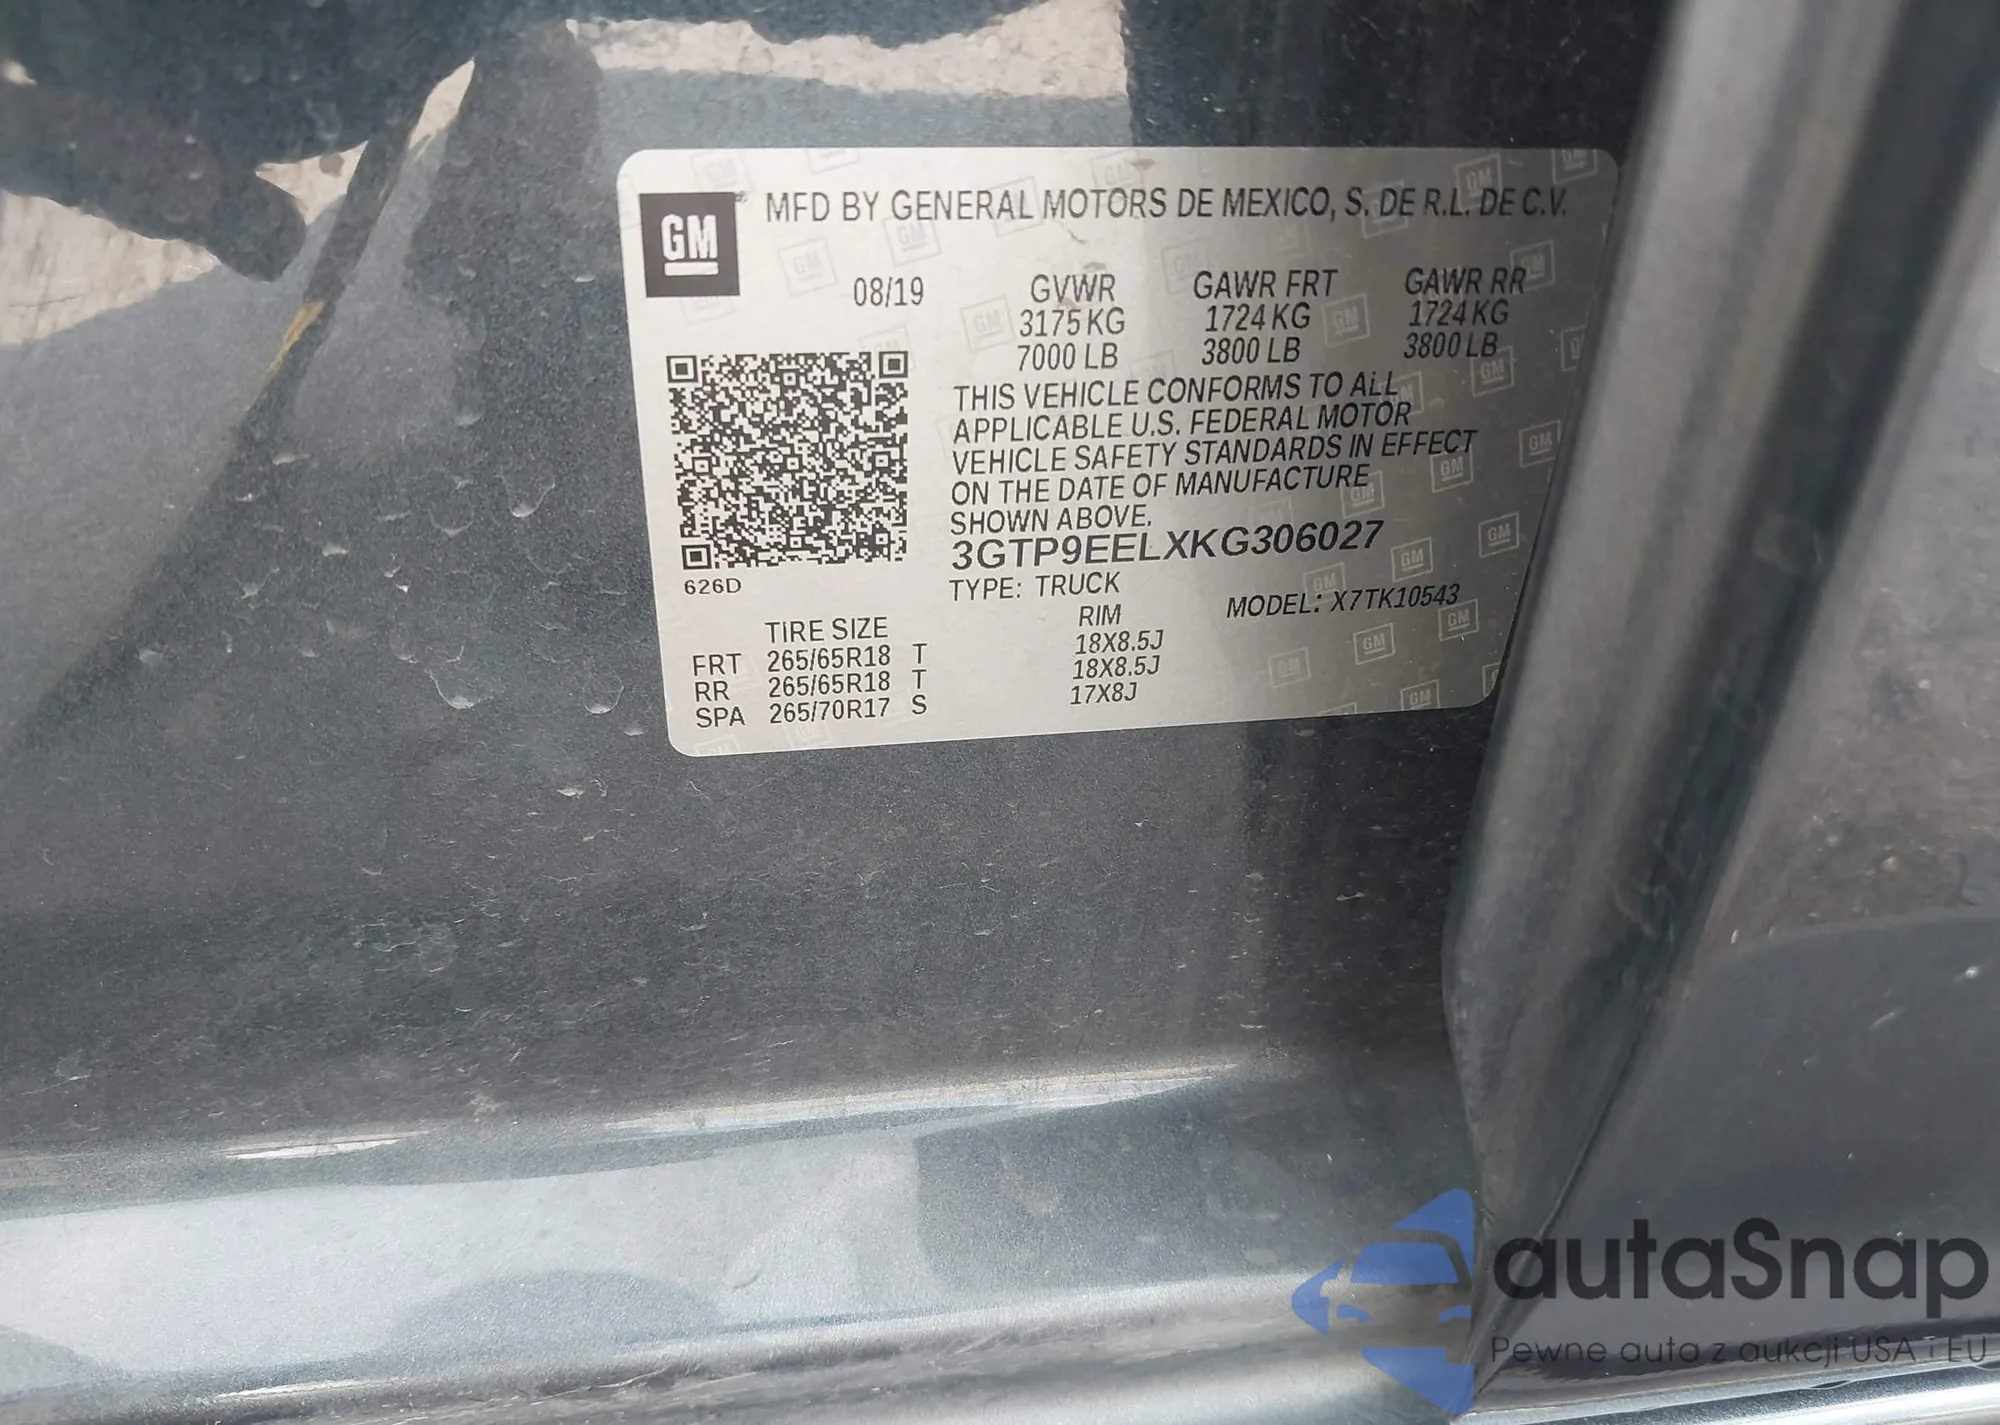 GM
MFD BY GENERAL MOTORS DE MEXICO, S. DE R.L. DE C.V.
08/19
GVWR GAWR FRT GAWR RR
3175 KG 1724 KG 1724 KG
7000 LB 3800 LB 3800 LB
THIS VEHICLE CONFORMS TO ALL
APPLICABLE U.S. FEDERAL MOTOR
VEHICLE SAFETY STANDARDS IN EFFECT
ON THE DATE OF MANUFACTURE
SHOWN ABOVE.
3GTP9EELXKG306027
626D
TYPE: TRUCK MODEL: X7TK10543
TIRE SIZE RIM
FRT 265/65R18 T 18X8.5J
RR 265/65R18 T 18X8.5J
SPA 265/70R17 S 17X8J
autaSnap
Pewne auta z aukcji USA i EU